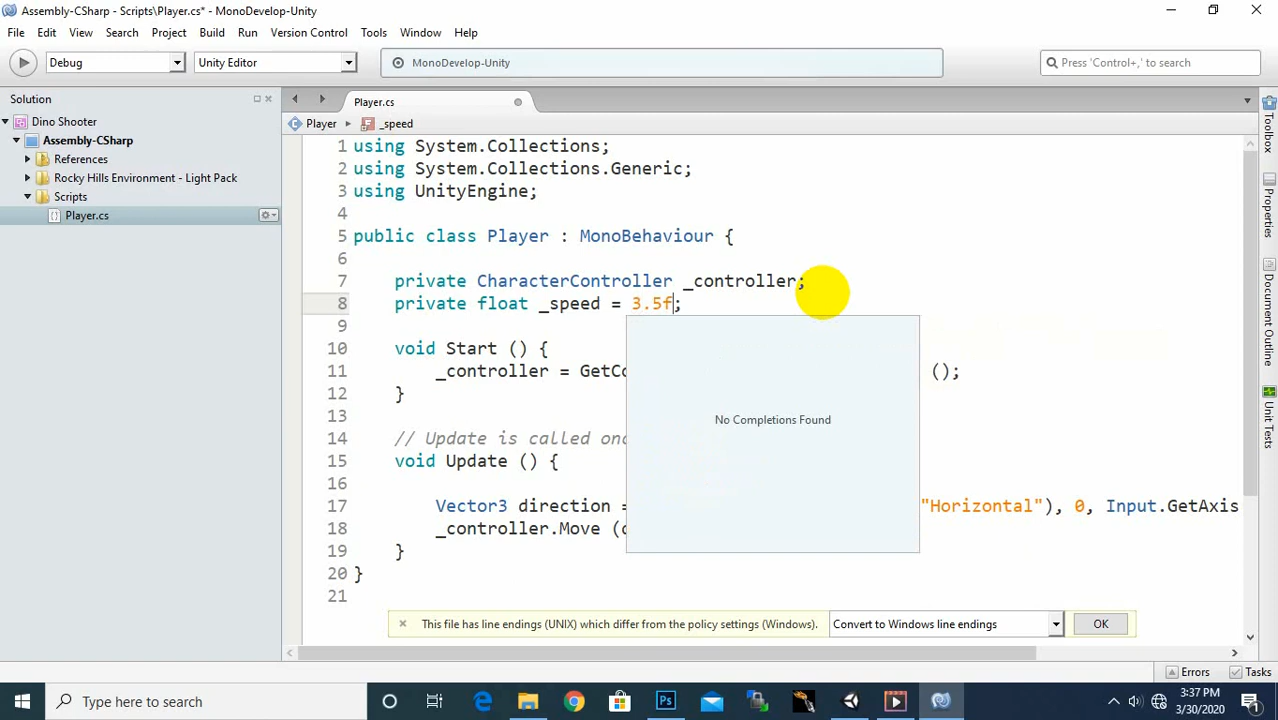 Assembly-CSharp - Scripts\Player.cs* - MonoDevelop-Unity
File Edit View Search Project Build Run Version Control Tools Window Help
Debug Unity Editor MonoDevelop-Unity Press 'Control+,' to search
Solution
Dino Shooter
Assembly-CSharp
References
Rocky Hills Environment - Light Pack
Scripts
Player.cs
Player.cs
Player _speed
1 using System.Collections;
2 using System.Collections.Generic;
3 using UnityEngine;
4
5 public class Player : MonoBehaviour {
6
7 private CharacterController _controller;
8 private float _speed = 3.5f;
9
10 void Start () {
11 _controller = GetCo ();
12 }
13
14 // Update is called onc
15 void Update () {
16
17 Vector3 direction = "Horizontal"), 0, Input.GetAxis
18 _controller.Move (
19 }
20 }
21
No Completions Found
This file has line endings (UNIX) which differ from the policy settings (Windows). Convert to Windows line endings OK
Toolbox
Properties
Document Outline
Unit Tests
Errors Tasks
Type here to search
3:37 PM
3/30/2020